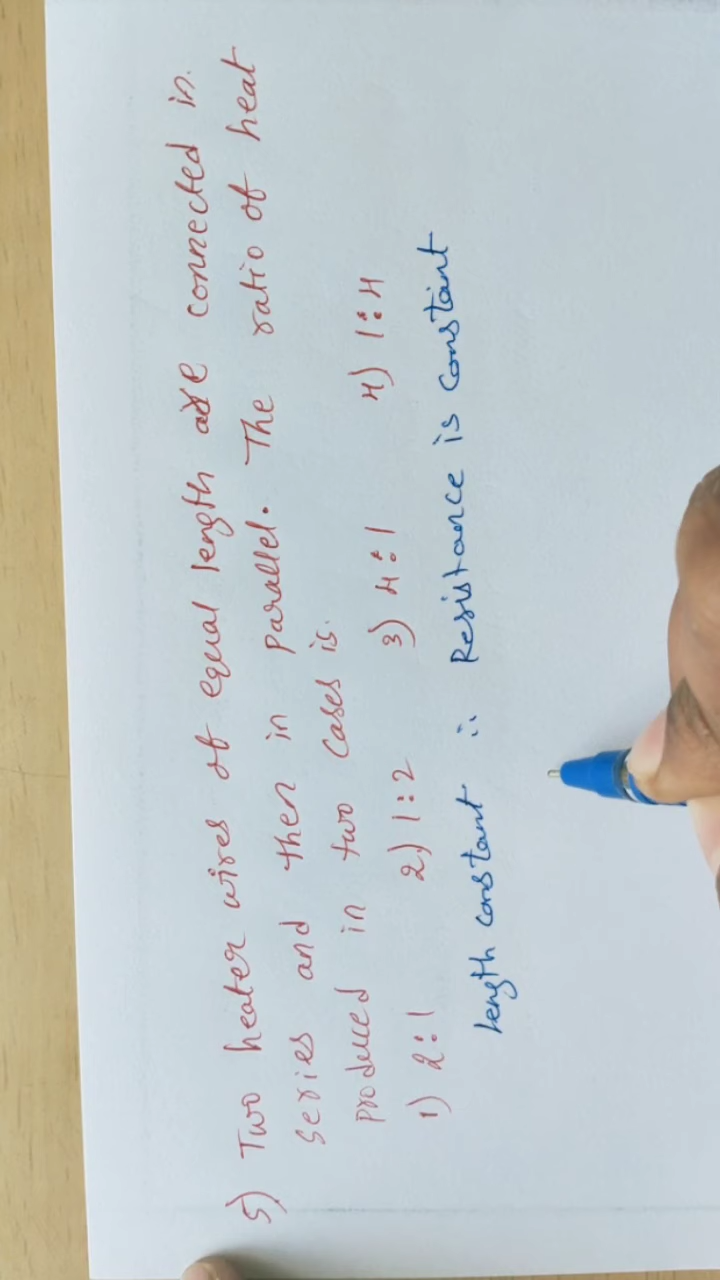 5) Two heater wires of equal length are connected in
series and then in parallel. The ratio of heat
produced in two cases is.
1) 2:1 2) 1:2 3) 4:1 4) 1:4
length constant ∴ Resistance is constant